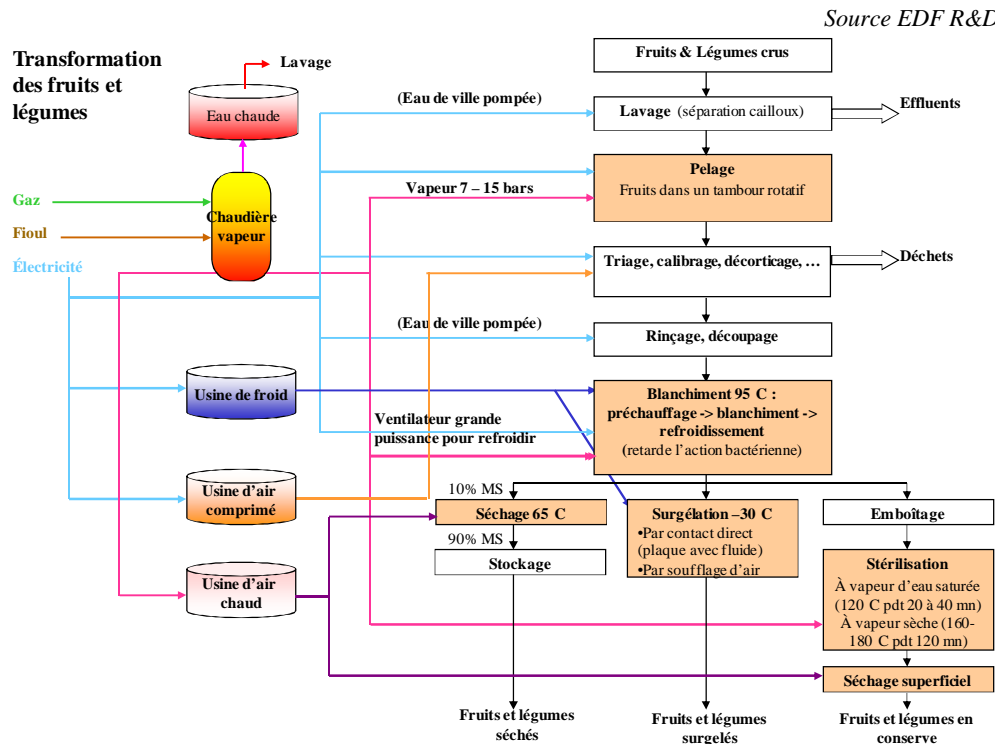 Source EDF R&D
Transformation
des fruits et
légumes
Lavage
Eau chaude
Gaz
Fioul
Électricité
Chaudière
vapeur
Usine de froid
Usine d'air
comprimé
Usine d'air
chaud
(Eau de ville pompée)
Vapeur 7 – 15 bars
(Eau de ville pompée)
Ventilateur grande
puissance pour refroidir
Fruits & Légumes crus
Lavage (séparation cailloux)
Effluents
Pelage
Fruits dans un tambour rotatif
Triage, calibrage, décorticage, …
Déchets
Rinçage, découpage
Blanchiment 95 C :
préchauffage -> blanchiment ->
refroidissement
(retarde l'action bactérienne)
10% MS
Séchage 65 C
90% MS
Stockage
Surgélation –30 C
•Par contact direct
(plaque avec fluide)
•Par soufflage d'air
Emboîtage
Stérilisation
À vapeur d'eau saturée
(120 C pdt 20 à 40 mn)
À vapeur sèche (160-
180 C pdt 120 mn)
Séchage superficiel
Fruits et légumes
séchés
Fruits et légumes
surgelés
Fruits et légumes en
conserve